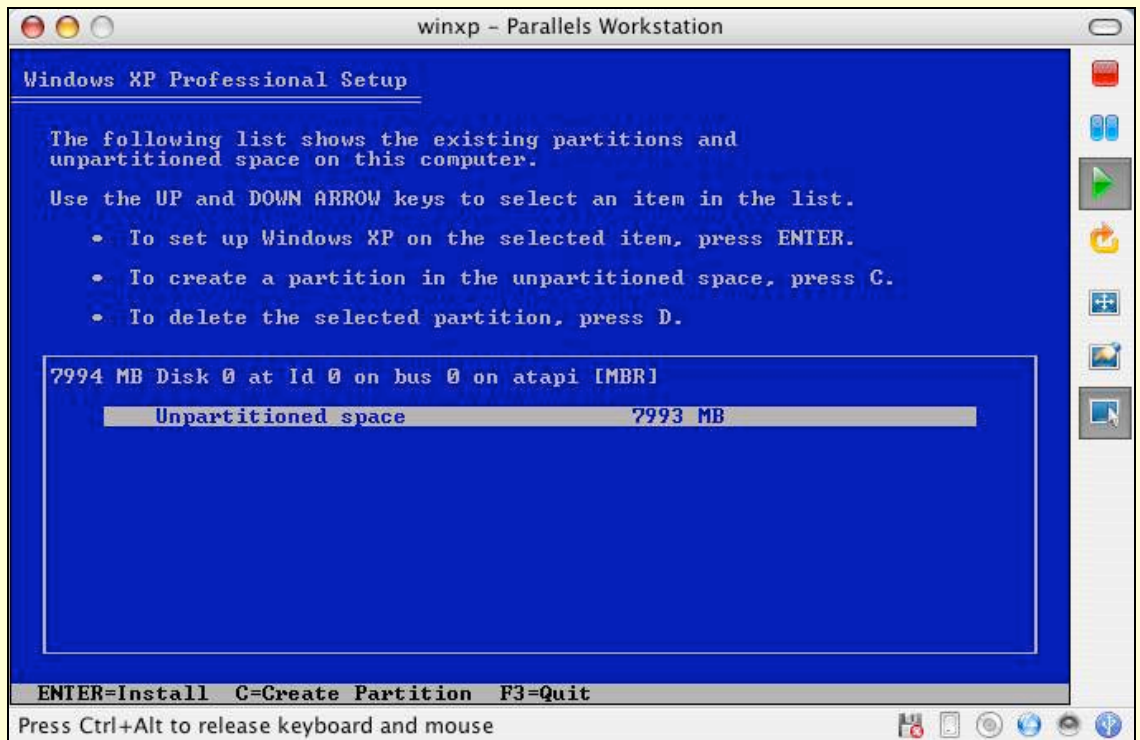 winxp – Parallels Workstation
Windows XP Professional Setup
The following list shows the existing partitions and
unpartitioned space on this computer.
Use the UP and DOWN ARROW keys to select an item in the list.
• To set up Windows XP on the selected item, press ENTER.
• To create a partition in the unpartitioned space, press C.
• To delete the selected partition, press D.
7994 MB Disk 0 at Id 0 on bus 0 on atapi [MBR]
Unpartitioned space 7993 MB
ENTER=Install C=Create Partition F3=Quit
Press Ctrl+Alt to release keyboard and mouse